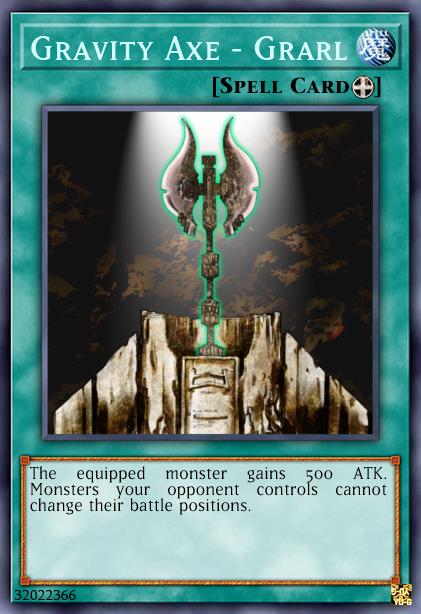 GRAVITY AXE - GRARL
魔
[SPELL CARD]
The equipped monster gains 500 ATK.
Monsters your opponent controls cannot
change their battle positions.
32022366